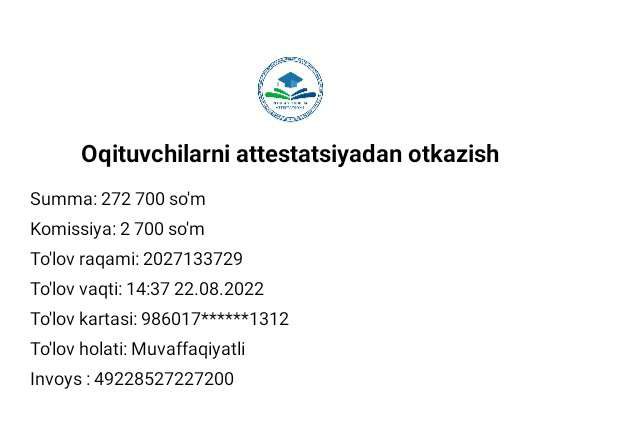 Oqituvchilarni attestatsiyadan otkazish
Summa: 272 700 so'm
Komissiya: 2 700 so'm
To'lov raqami: 2027133729
To'lov vaqti: 14:37 22.08.2022
To'lov kartasi: 986017******1312
To'lov holati: Muvaffaqiyatli
Invoys : 49228527227200